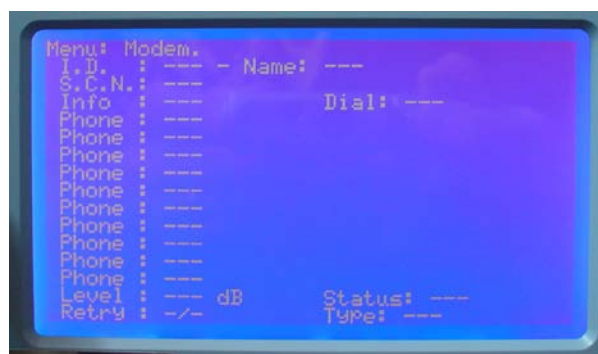 Menu: Modem.
I.D. : --- - Name: ---
S.C.N.: ---
Info : --- Dial: ---
Phone : ---
Phone : ---
Phone : ---
Phone : ---
Phone : ---
Phone : ---
Phone : ---
Phone : ---
Phone : ---
Phone : ---
Level : --- dB Status: ---
Retry : -/- Type: ---